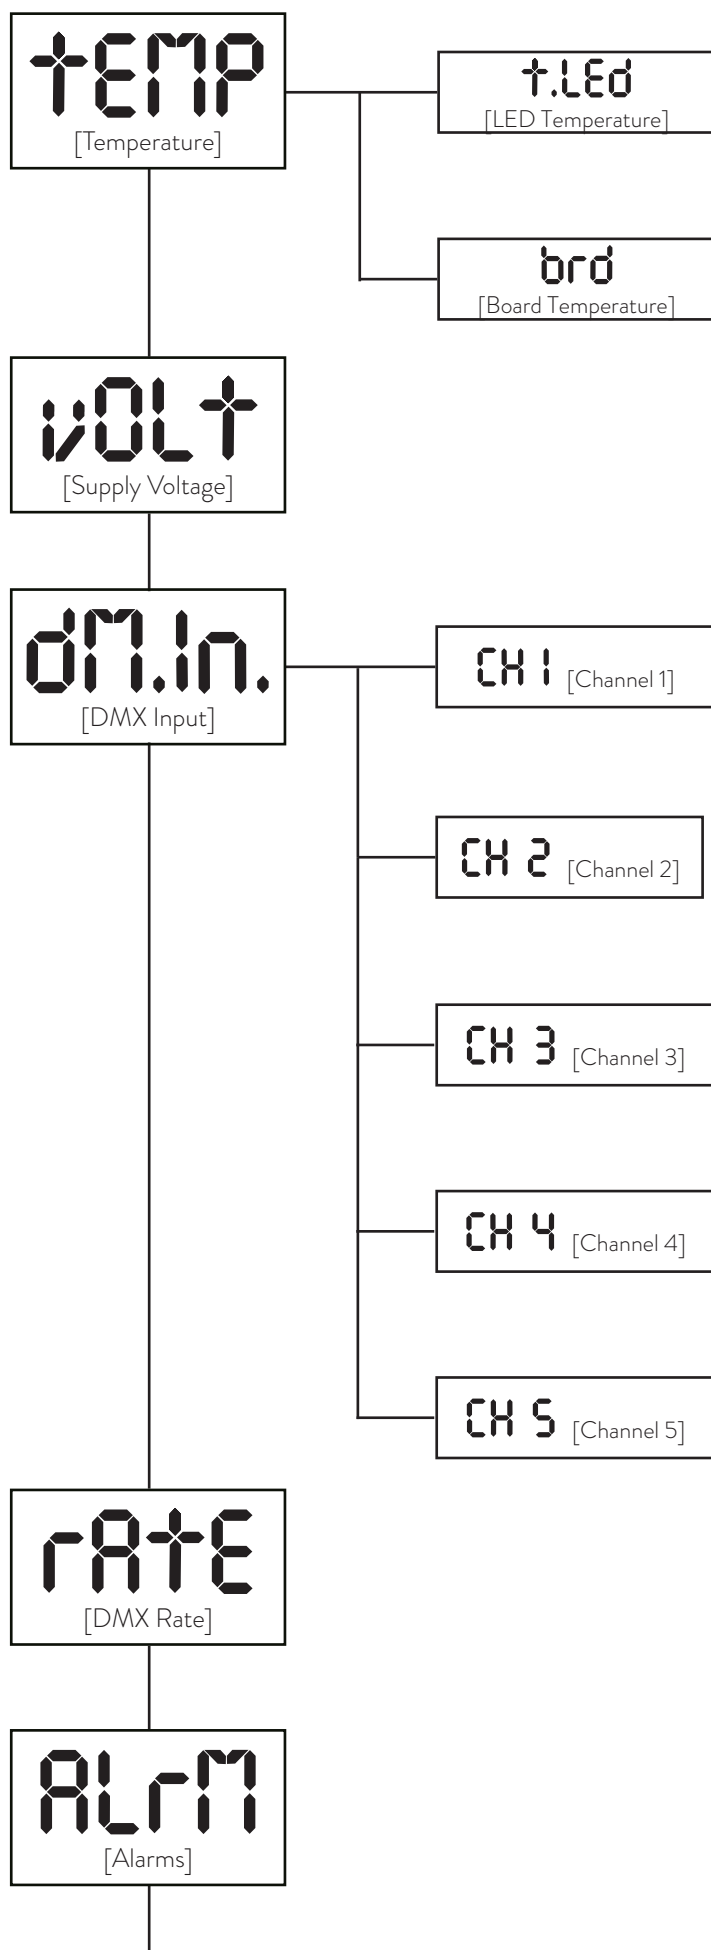 tEMP
[Temperature]
t.LEd
[LED Temperature]
brd
[Board Temperature]
vOLt
[Supply Voltage]
dM.In.
[DMX Input]
CH 1 [Channel 1]
CH 2 [Channel 2]
CH 3 [Channel 3]
CH 4 [Channel 4]
CH 5 [Channel 5]
rAtE
[DMX Rate]
ALrM
[Alarms]